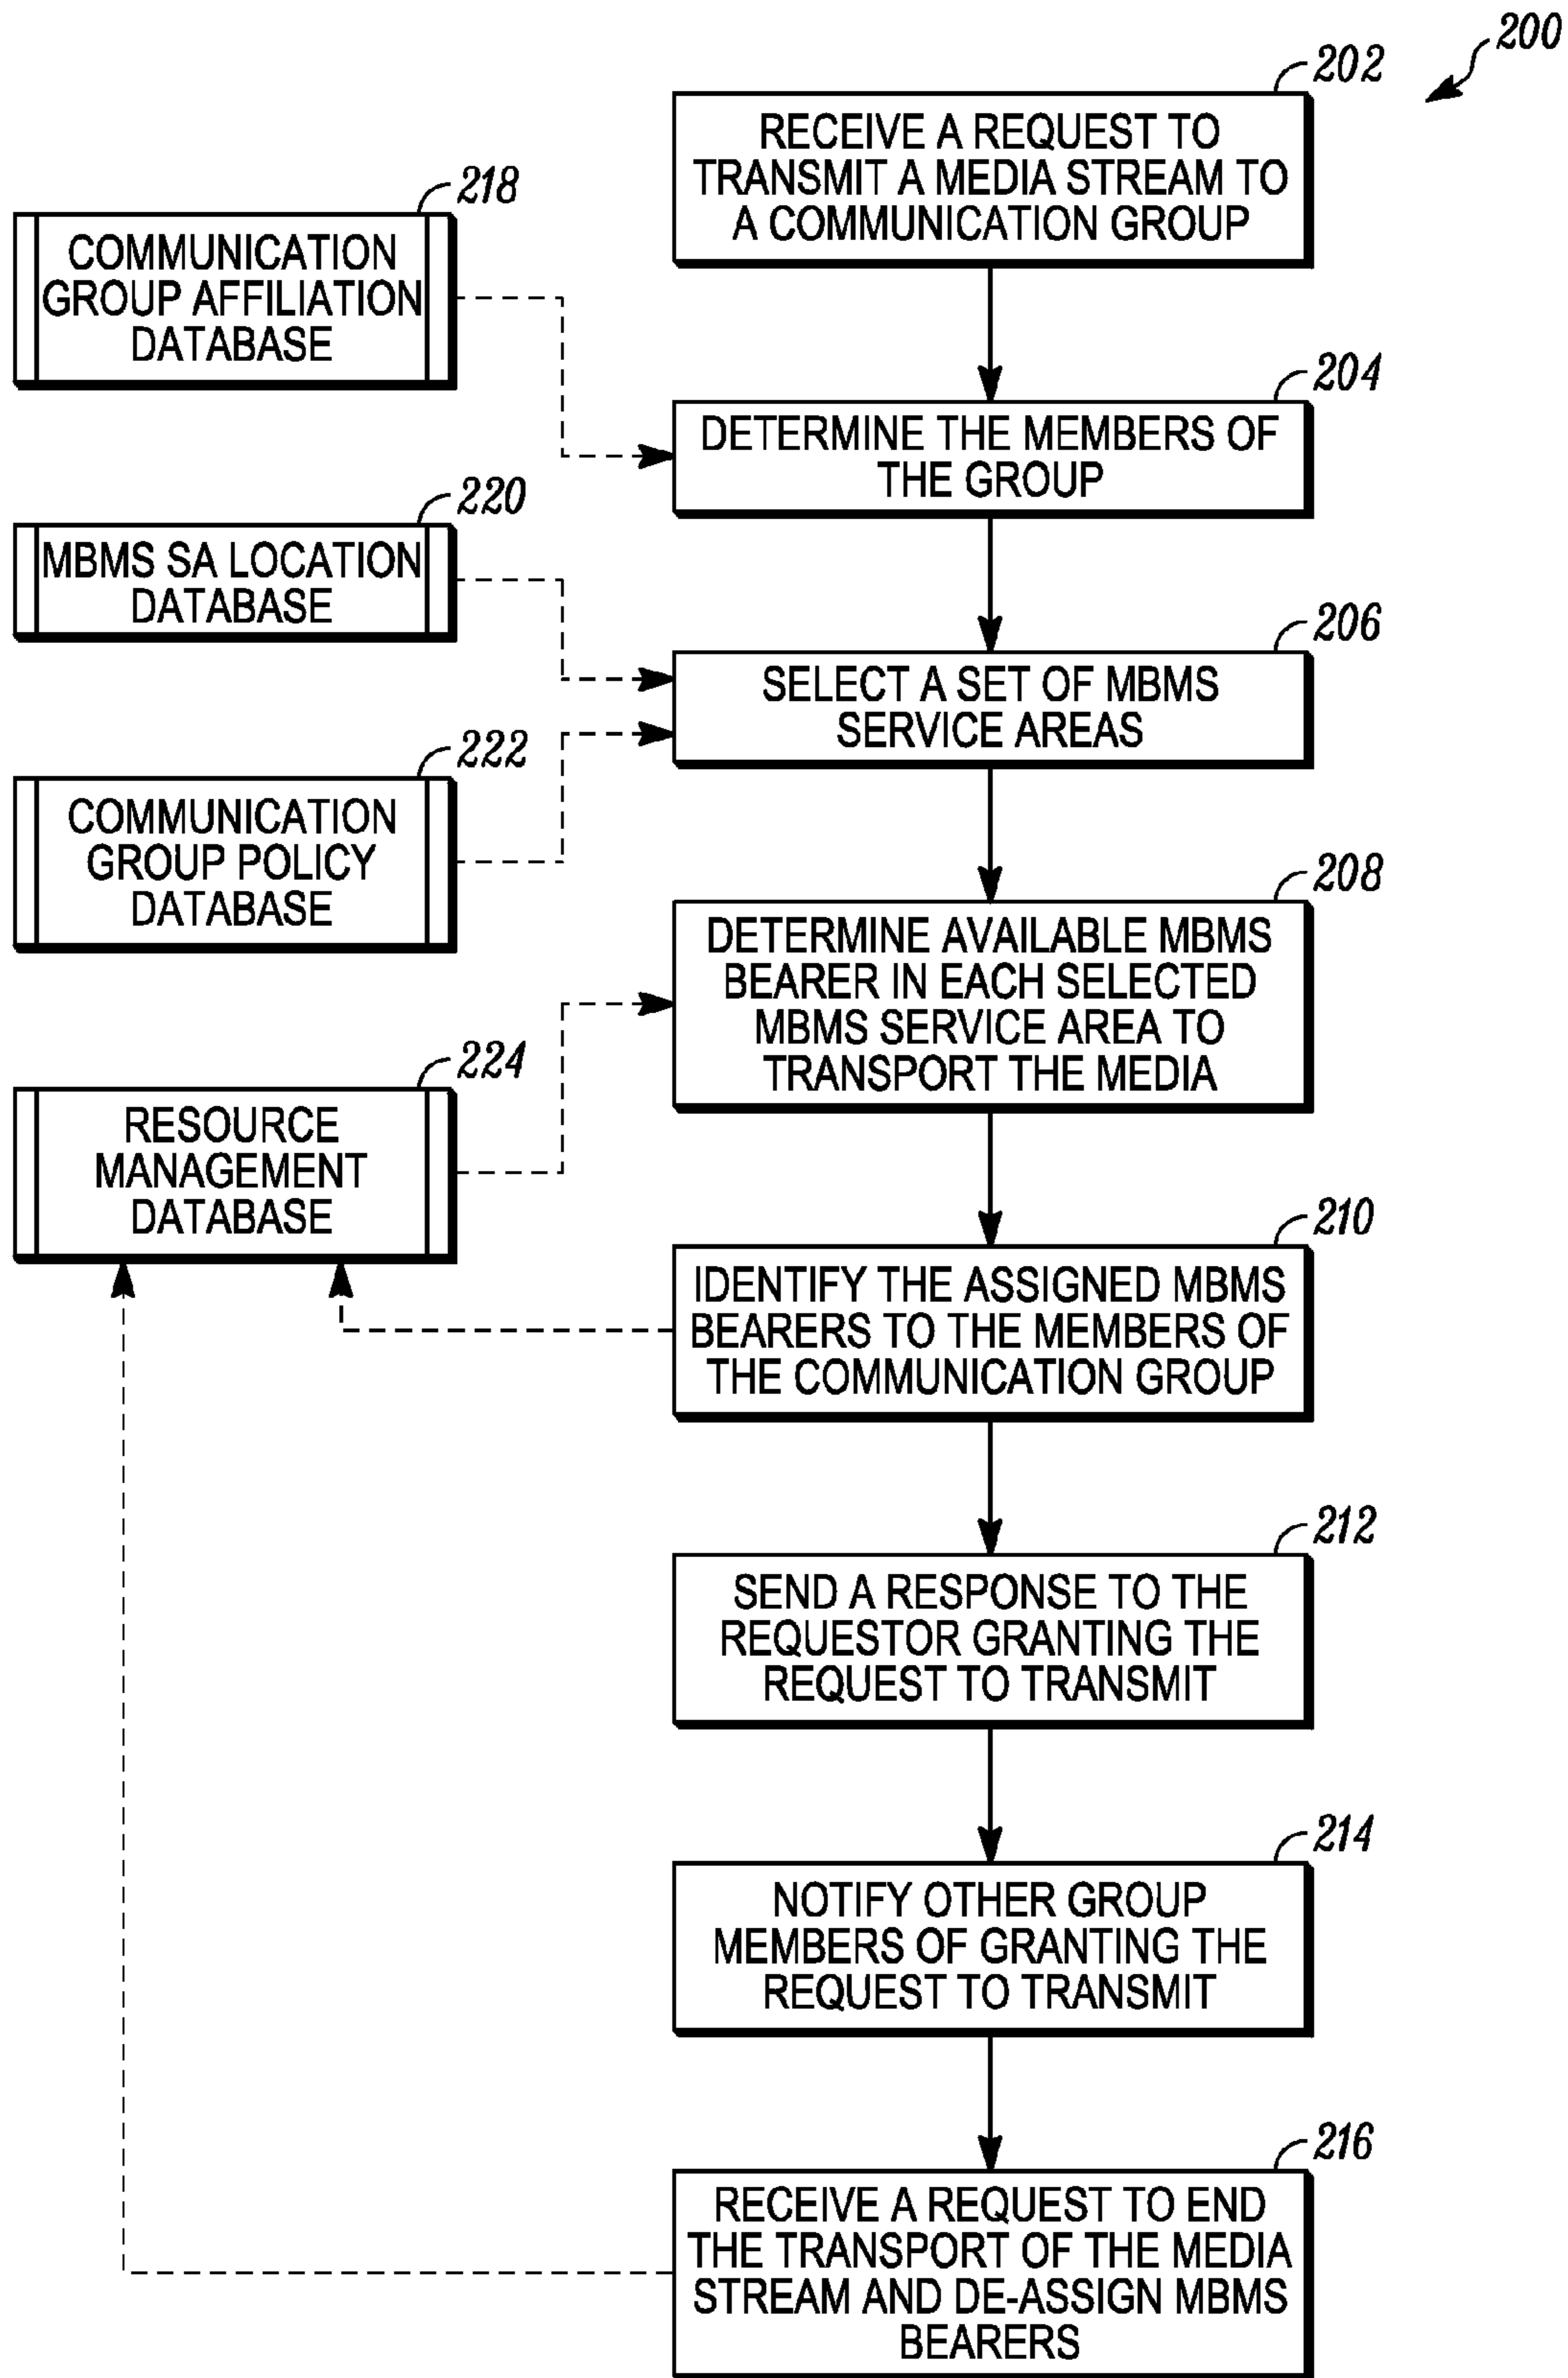 200
202
RECEIVE A REQUEST TO
TRANSMIT A MEDIA STREAM TO
A COMMUNICATION GROUP
218
COMMUNICATION
GROUP AFFILIATION
DATABASE
204
DETERMINE THE MEMBERS OF
THE GROUP
220
MBMS SA LOCATION
DATABASE
206
SELECT A SET OF MBMS
SERVICE AREAS
222
COMMUNICATION
GROUP POLICY
DATABASE
208
DETERMINE AVAILABLE MBMS
BEARER IN EACH SELECTED
MBMS SERVICE AREA TO
TRANSPORT THE MEDIA
224
RESOURCE
MANAGEMENT
DATABASE
210
IDENTIFY THE ASSIGNED MBMS
BEARERS TO THE MEMBERS OF
THE COMMUNICATION GROUP
212
SEND A RESPONSE TO THE
REQUESTOR GRANTING THE
REQUEST TO TRANSMIT
214
NOTIFY OTHER GROUP
MEMBERS OF GRANTING THE
REQUEST TO TRANSMIT
216
RECEIVE A REQUEST TO END
THE TRANSPORT OF THE MEDIA
STREAM AND DE-ASSIGN MBMS
BEARERS